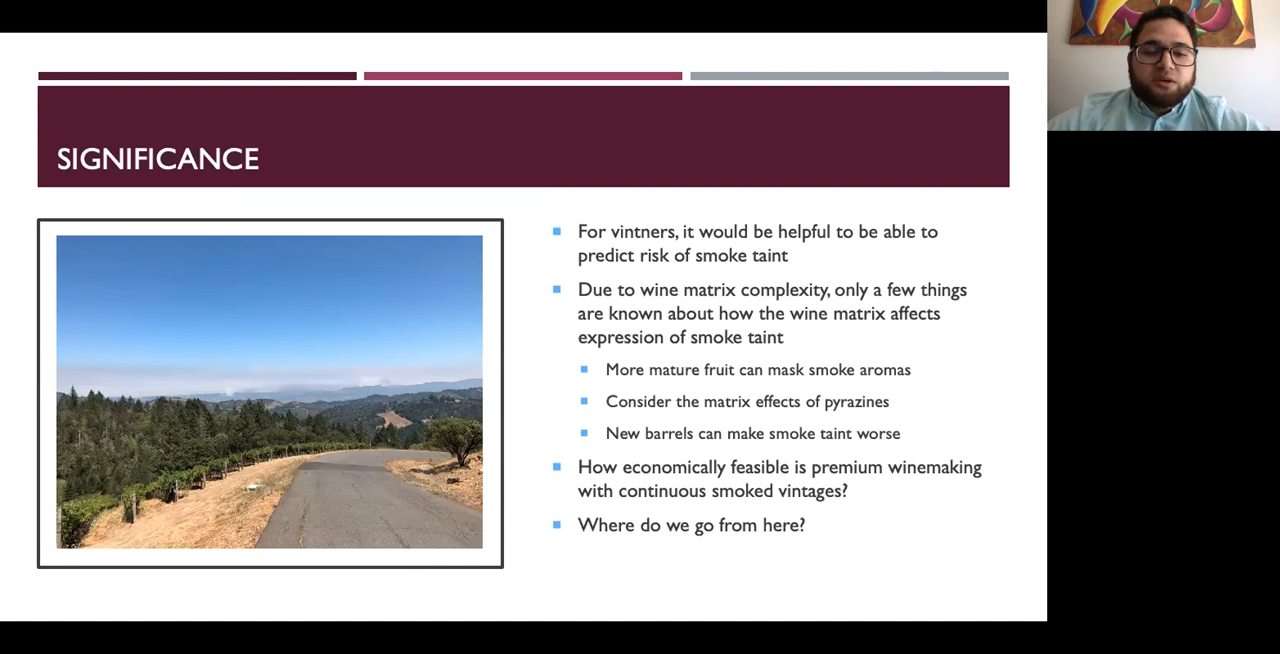 SIGNIFICANCE
For vintners, it would be helpful to be able to
predict risk of smoke taint
Due to wine matrix complexity, only a few things
are known about how the wine matrix affects
expression of smoke taint
More mature fruit can mask smoke aromas
Consider the matrix effects of pyrazines
New barrels can make smoke taint worse
How economically feasible is premium winemaking
with continuous smoked vintages?
Where do we go from here?